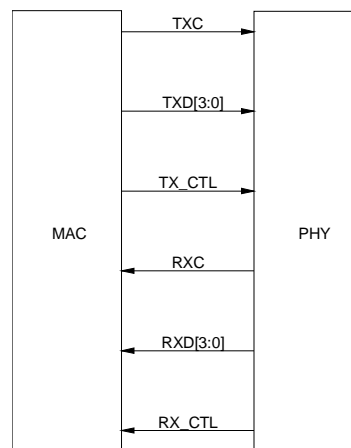 TXC
TXD[3:0]
TX_CTL
MAC
PHY
RXC
RXD[3:0]
RX_CTL